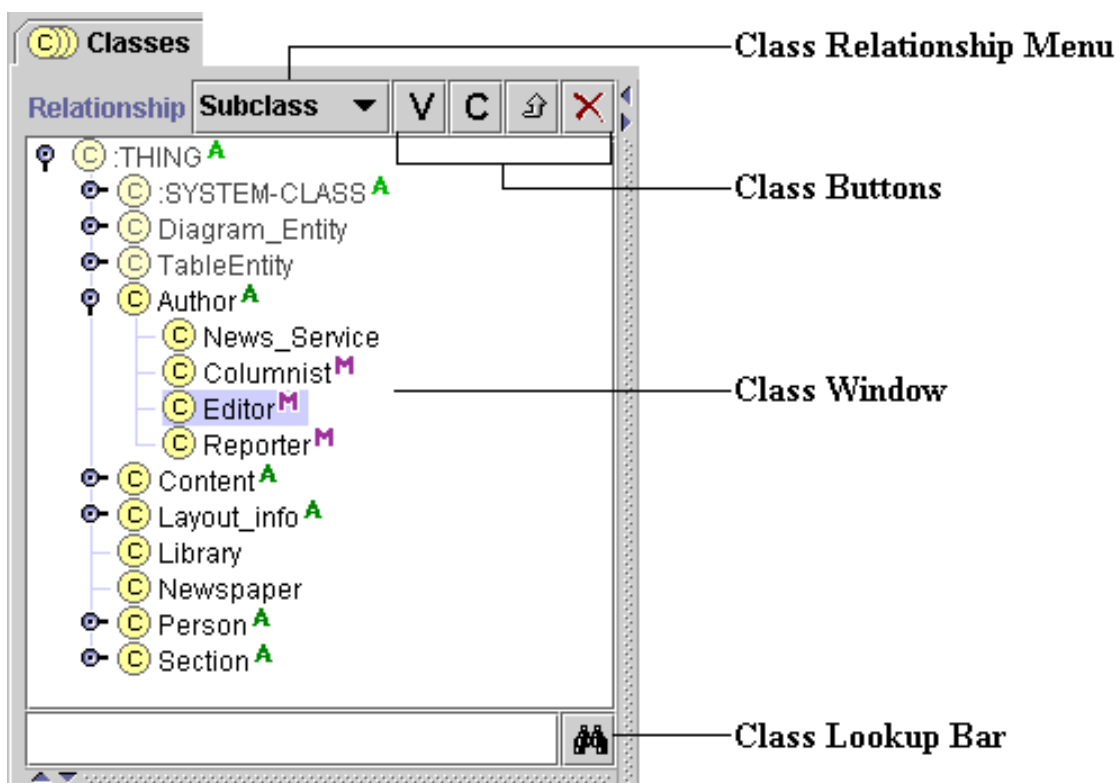 Classes
Class Relationship Menu
Relationship Subclass V C
:THING A
:SYSTEM-CLASS A
Class Buttons
Diagram_Entity
TableEntity
Author A
News_Service
Columnist M
Class Window
Editor M
Reporter M
Content A
Layout_info A
Library
Newspaper
Person A
Section A
Class Lookup Bar